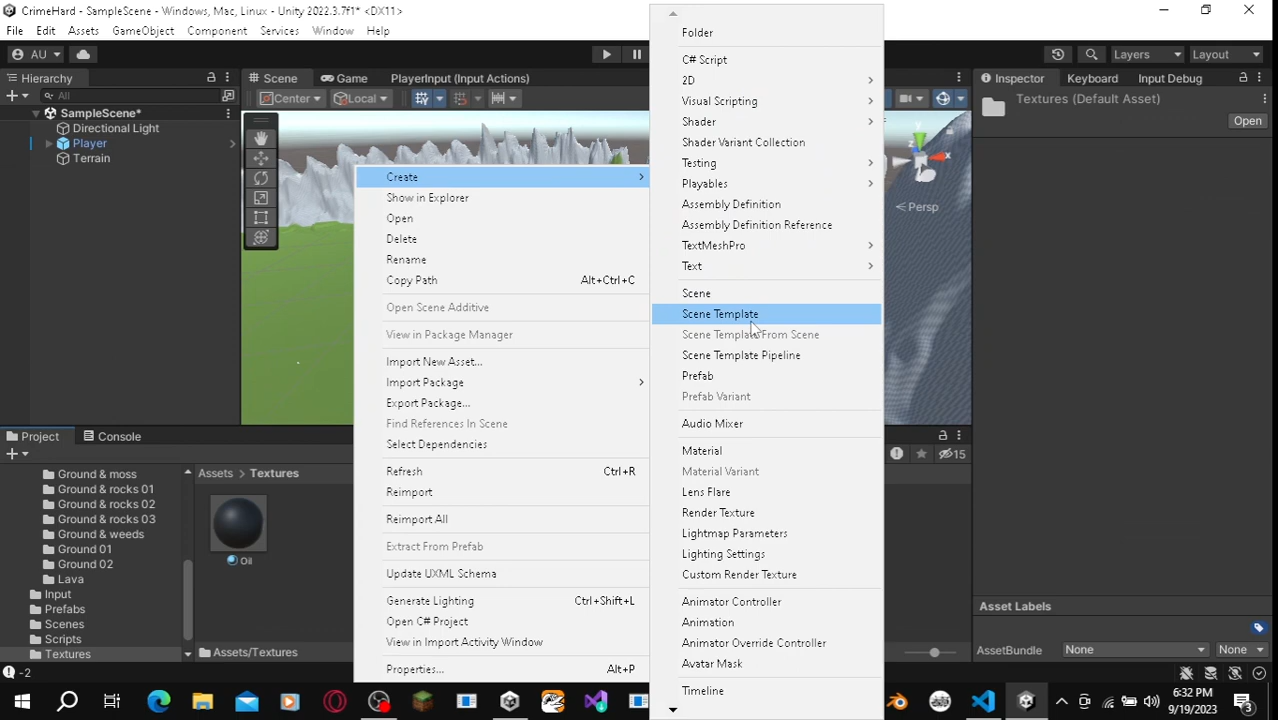 CrimeHard - SampleScene - Windows, Mac, Linux - Unity 2022.3.7f1* <DX11>
File Edit Assets GameObject Component Services Window Help
AU Layers Layout
Hierarchy Scene Game PlayerInput (Input Actions) Inspector Keyboard Input Debug
All Center Local
SampleScene*
Directional Light
Player
Terrain
Textures (Default Asset)
Open
Persp
x
Create
Show in Explorer
Open
Delete
Rename
Copy Path Alt+Ctrl+C
Open Scene Additive
View in Package Manager
Import New Asset...
Import Package
Export Package...
Find References In Scene
Select Dependencies
Refresh Ctrl+R
Reimport
Reimport All
Extract From Prefab
Update UXML Schema
Generate Lighting Ctrl+Shift+L
Open C# Project
View in Import Activity Window
Properties... Alt+P
Folder
C# Script
2D
Visual Scripting
Shader
Shader Variant Collection
Testing
Playables
Assembly Definition
Assembly Definition Reference
TextMeshPro
Text
Scene
Scene Template
Scene Template From Scene
Scene Template Pipeline
Prefab
Prefab Variant
Audio Mixer
Material
Material Variant
Lens Flare
Render Texture
Lightmap Parameters
Lighting Settings
Custom Render Texture
Animator Controller
Animation
Animator Override Controller
Avatar Mask
Timeline
Project Console
15
Ground & moss
Ground & rocks 01
Ground & rocks 02
Ground & rocks 03
Ground & weeds
Ground 01
Ground 02
Lava
Input
Prefabs
Scenes
Scripts
Textures
Assets > Textures
Oil
Assets/Textures
Asset Labels
AssetBundle None None
-2
6:32 PM
9/19/2023
3